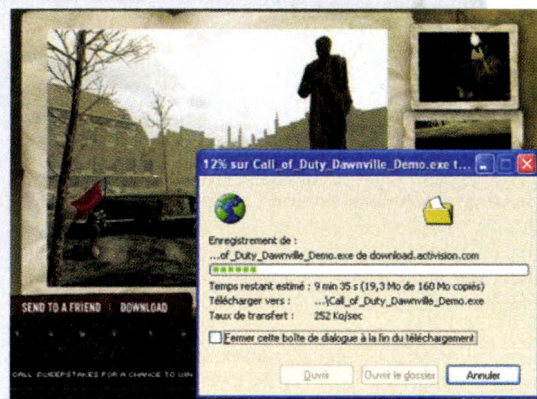 12% sur Call_of_Duty_Dawnville_Demo.exe t...
Enregistrement de :
...of_Duty_Dawnville_Demo.exe de download.activision.com
Temps restant estimé : 9 min 35 s (19,3 Mo de 160 Mo copiés)
Télécharger vers : ...\Call_of_Duty_Dawnville_Demo.exe
Taux de transfert : 252 Ko/sec
Fermer cette boîte de dialogue à la fin du téléchargement
Ouvrir Ouvrir le dossier Annuler
SEND TO A FRIEND | DOWNLOAD
CALL SWEEPSTAKES FOR A CHANCE TO WIN